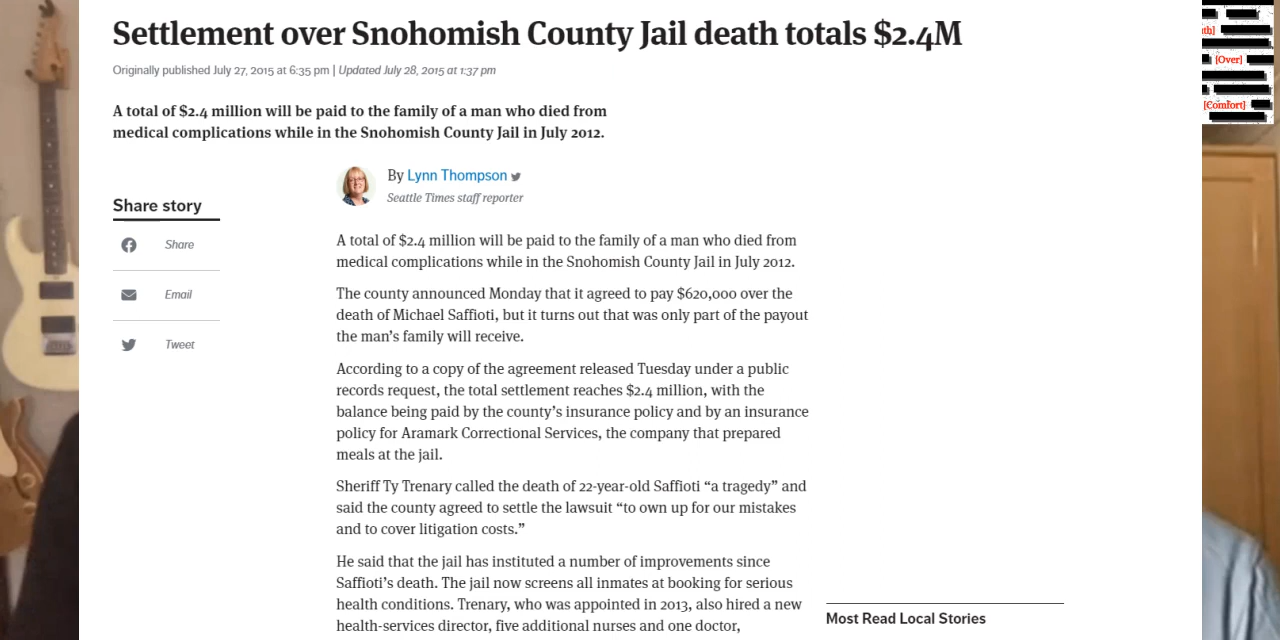 Settlement over Snohomish County Jail death totals $2.4M
Originally published July 27, 2015 at 6:35 pm | Updated July 28, 2015 at 1:37 pm
A total of $2.4 million will be paid to the family of a man who died from
medical complications while in the Snohomish County Jail in July 2012.
By Lynn Thompson
Seattle Times staff reporter
Share story
Share
Email
Tweet
A total of $2.4 million will be paid to the family of a man who died from
medical complications while in the Snohomish County Jail in July 2012.
The county announced Monday that it agreed to pay $620,000 over the
death of Michael Saffioti, but it turns out that was only part of the payout
the man’s family will receive.
According to a copy of the agreement released Tuesday under a public
records request, the total settlement reaches $2.4 million, with the
balance being paid by the county’s insurance policy and by an insurance
policy for Aramark Correctional Services, the company that prepared
meals at the jail.
Sheriff Ty Trenary called the death of 22-year-old Saffioti “a tragedy” and
said the county agreed to settle the lawsuit “to own up for our mistakes
and to cover litigation costs.”
He said that the jail has instituted a number of improvements since
Saffioti’s death. The jail now screens all inmates at booking for serious
health conditions. Trenary, who was appointed in 2013, also hired a new
health-services director, five additional nurses and one doctor,
Most Read Local Stories
[Over]
[Comfort]